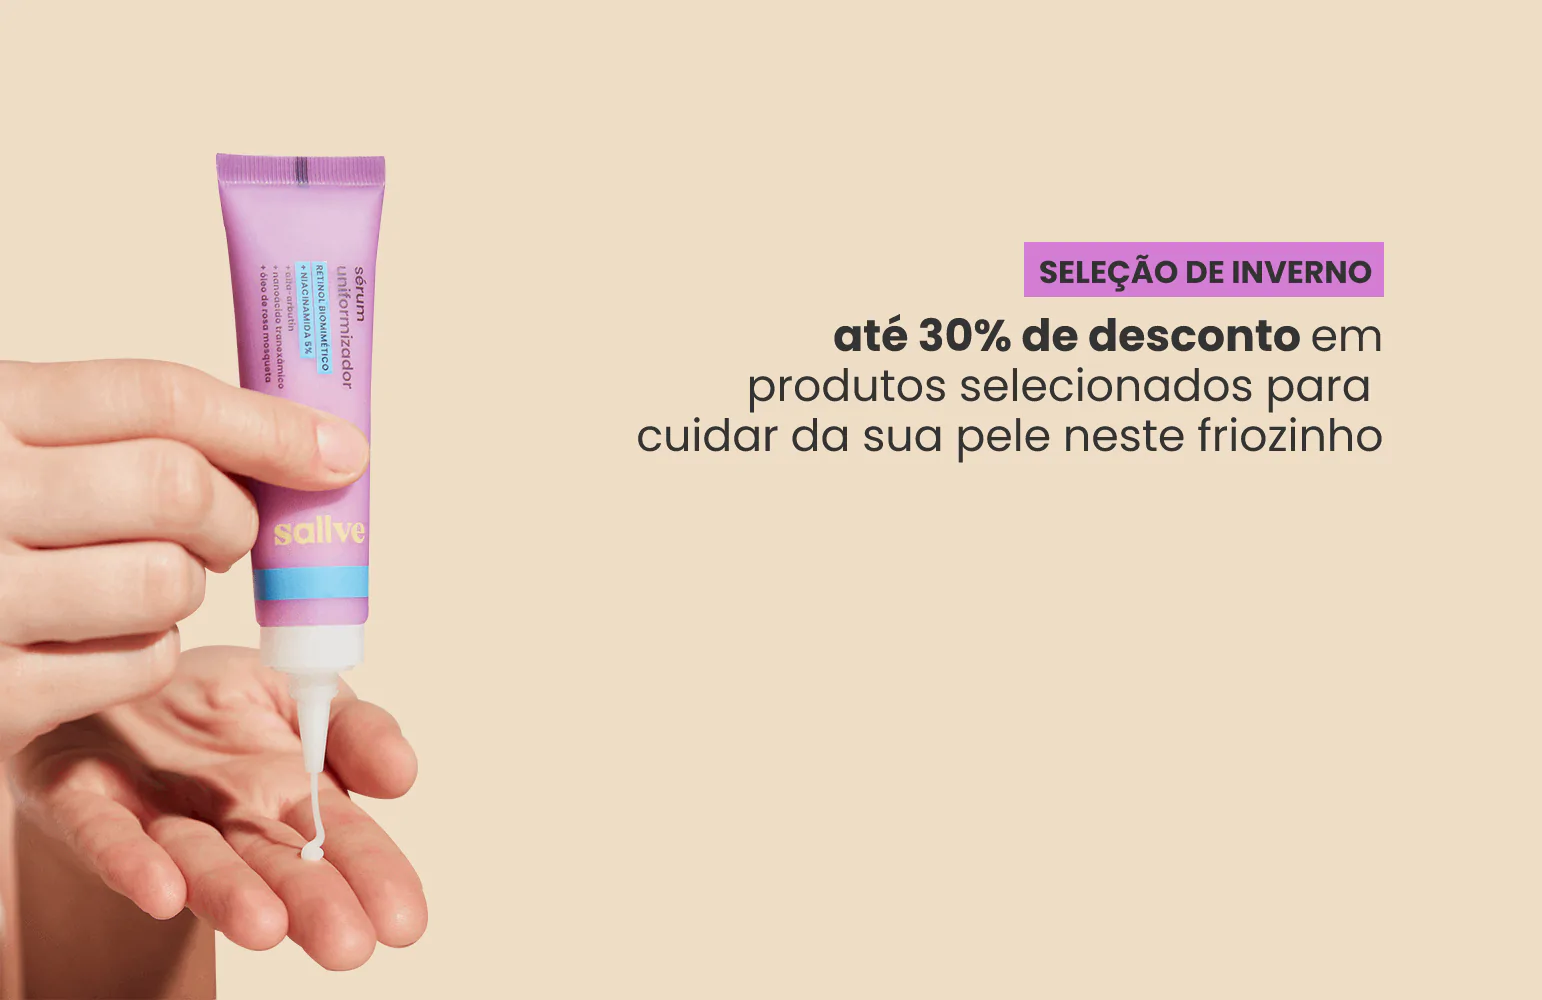 SELEÇÃO DE INVERNO
até 30% de desconto em
produtos selecionados para
cuidar da sua pele neste friozinho
sérum
uniformizador
RETINOL BIOMIMÉTICO
+ NIACINAMIDA 5%
+ alfa-arbutin
+ nanoácido tranexâmico
+ óleo de rosa mosqueta
sallve